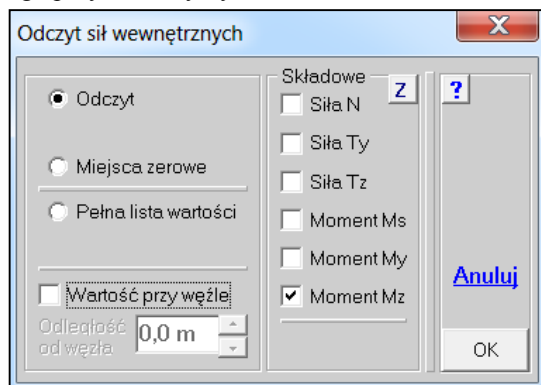 Odczyt sił wewnętrznych
X
Odczyt
Miejsca zerowe
Pełna lista wartości
Wartość przy węźle
Odległość
od węzła
0,0 m
Składowe
Z
Siła N
Siła Ty
Siła Tz
Moment Ms
Moment My
Moment Mz
?
Anuluj
OK